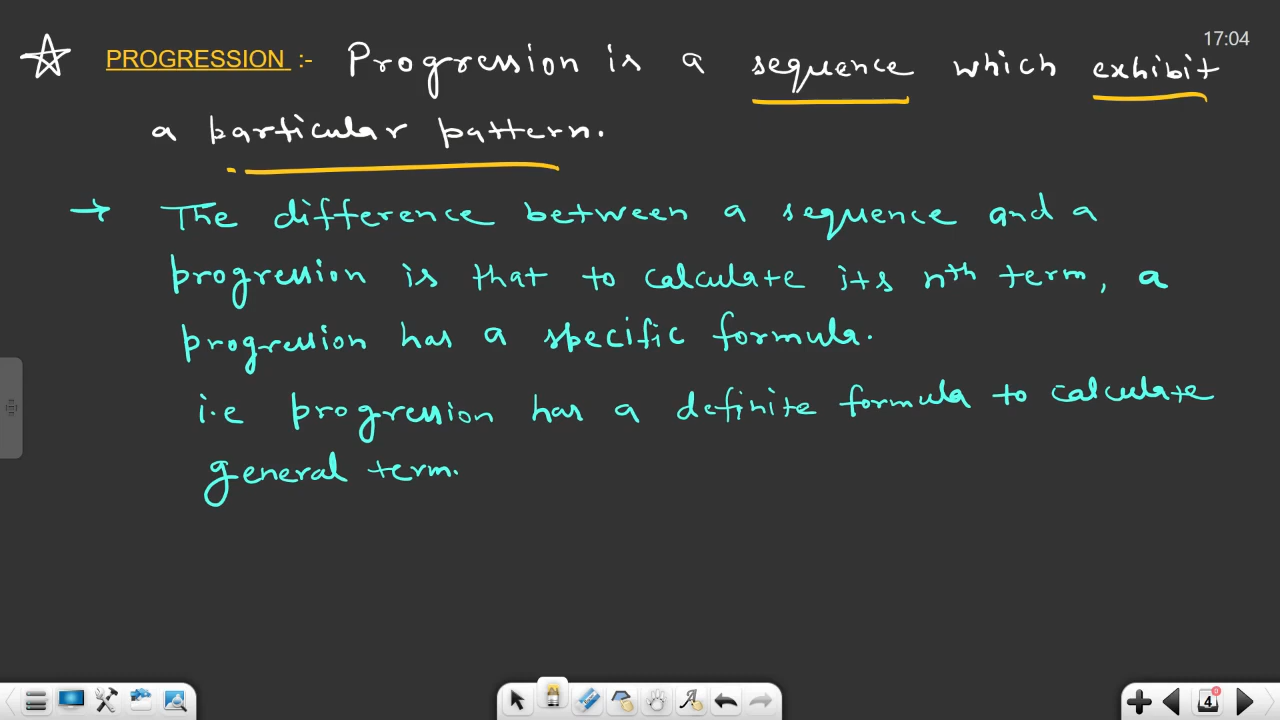 17:04
PROGRESSION :- Progression is a sequence which exhibit
a particular pattern.
→ The difference between a sequence and a
progression is that to calculate its nth term, a
progression has a specific formula.
i.e progression has a definite formula to calculate
general term.
4
0